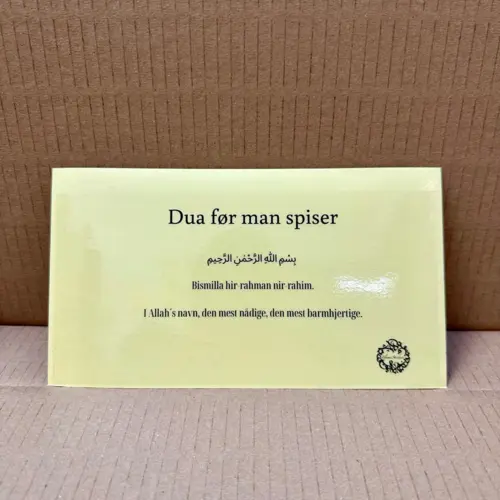 Dua før man spiser
بِسْمِ اللَّهِ الرَّحْمَنِ الرَّحِيمِ
Bismilla hir-rahman nir-rahim.
I Allah´s navn, den mest nådige, den mest barmhjertige.